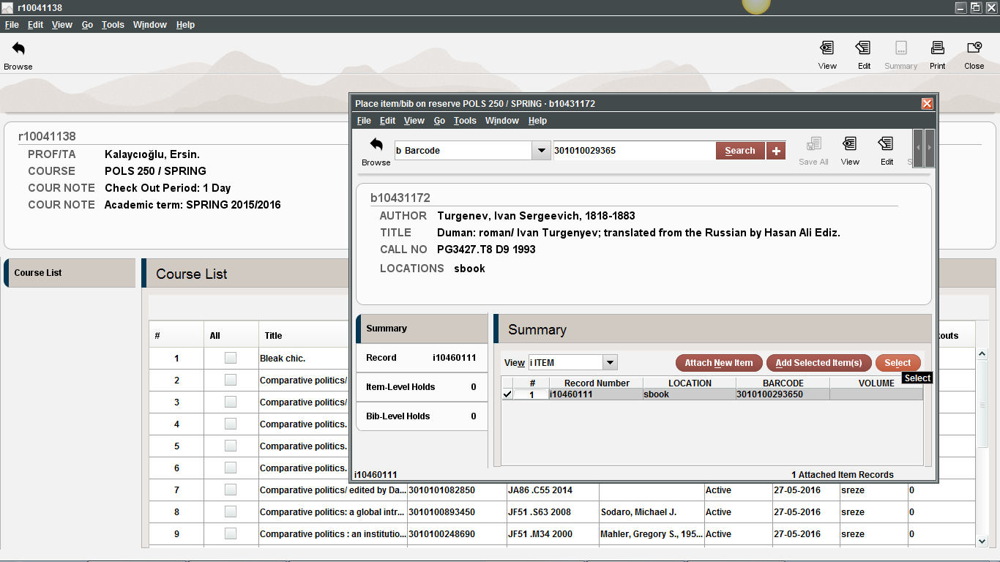 r10041138
File Edit View Go Tools Window Help
Browse View Edit Summary Print Close
r10041138
PROF/TA Kalaycıoğlu, Ersin.
COURSE POLS 250 / SPRING
COUR NOTE Check Out Period: 1 Day
COUR NOTE Academic term: SPRING 2015/2016
Course List
Course List
# All Title
1 Bleak chic.
2 Comparative politics/
3 Comparative politics/
4 Comparative politics.
5 Comparative politics.
6 Comparative politics.
7 Comparative politics/ edited by Da... 3010101082850 JA86 .C55 2014 Active 27-05-2016 sreze 0
8 Comparative politics: a global intr... 3010100893450 JF51 .S63 2008 Sodaro, Michael J. Active 27-05-2016 sreze 0
9 Comparative politics : an institutio... 3010100248690 JF51 .M34 2000 Mahler, Gregory S., 195... Active 27-05-2016 sreze 0
Place item/bib on reserve POLS 250 / SPRING · b10431172
File Edit View Go Tools Window Help
Browse b Barcode 301010029365 Search + Save All View Edit
b10431172
AUTHOR Turgenev, Ivan Sergeevich, 1818-1883
TITLE Duman: roman/ Ivan Turgenyev; translated from the Russian by Hasan Ali Ediz.
CALL NO PG3427.T8 D9 1993
LOCATIONS sbook
Summary
Record i10460111
Item-Level Holds 0
Bib-Level Holds 0
Summary
View i ITEM Attach New Item Add Selected Item(s) Select
Select
# Record Number LOCATION BARCODE VOLUME
1 i10460111 sbook 3010100293650
i10460111 1 Attached Item Records